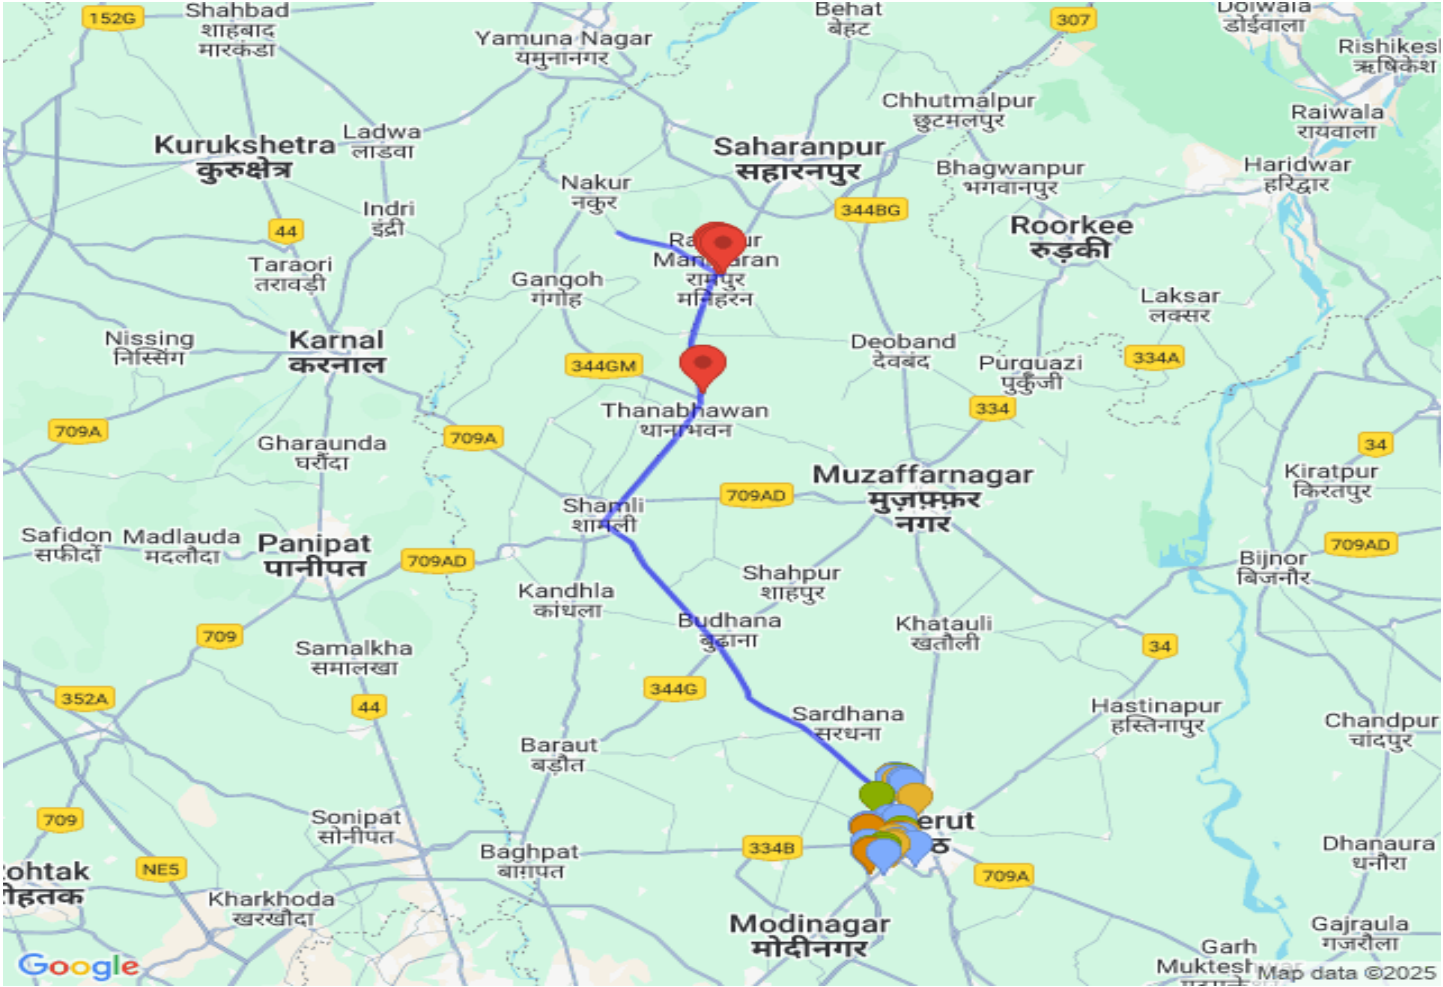 152G
Shahbad
शाहबाद
मारकंडा
Behat
बेहट
307
Doiwala
डोईवाला
Yamuna Nagar
यमुनानगर
Rishikesh
ऋषिकेश
Chhutmalpur
छुटमलपुर
Raiwala
रायवाला
Ladwa
लाडवा
Kurukshetra
कुरुक्षेत्र
Saharanpur
सहारनपुर
Nakur
नकुर
Bhagwanpur
भगवानपुर
Haridwar
हरिद्वार
344BG
Indri
इंद्री
44
Roorkee
रुड़की
Taraori
तरावड़ी
रामपुर
मनिहरन
Gangoh
गंगोह
Laksar
लक्सर
Nissing
निस्सिंग
Karnal
करनाल
344GM
Deoband
देवबंद
Purquazi
पुर्कुंजी
334A
Thanabhawan
थानाभवन
334
709A
709A
Gharaunda
घरौंदा
34
Muzaffarnagar
मुज़फ़्फ़र
नगर
Kiratpur
किरतपुर
709AD
Shamli
शामली
Safidon
सफीदों
Madlauda
मदलौदा
Panipat
पानीपत
709AD
709AD
Bijnor
बिजनौर
Shahpur
शाहपुर
Kandhla
कांधला
Budhana
बुढ़ाना
Khatauli
खतौली
709
Samalkha
समालखा
34
352A
44
344G
Sardhana
सरधना
Hastinapur
हस्तिनापुर
Chandpur
चांदपुर
Baraut
बड़ौत
709
Sonipat
सोनीपत
erut
ठ
NE5
Baghpat
बाग़पत
334B
709A
Dhanaura
धनौरा
ohtak
ोहतक
Kharkhoda
खरखौदा
Modinagar
मोदीनगर
Gajraula
गजरौला
Garh
Google
Map data ©2025